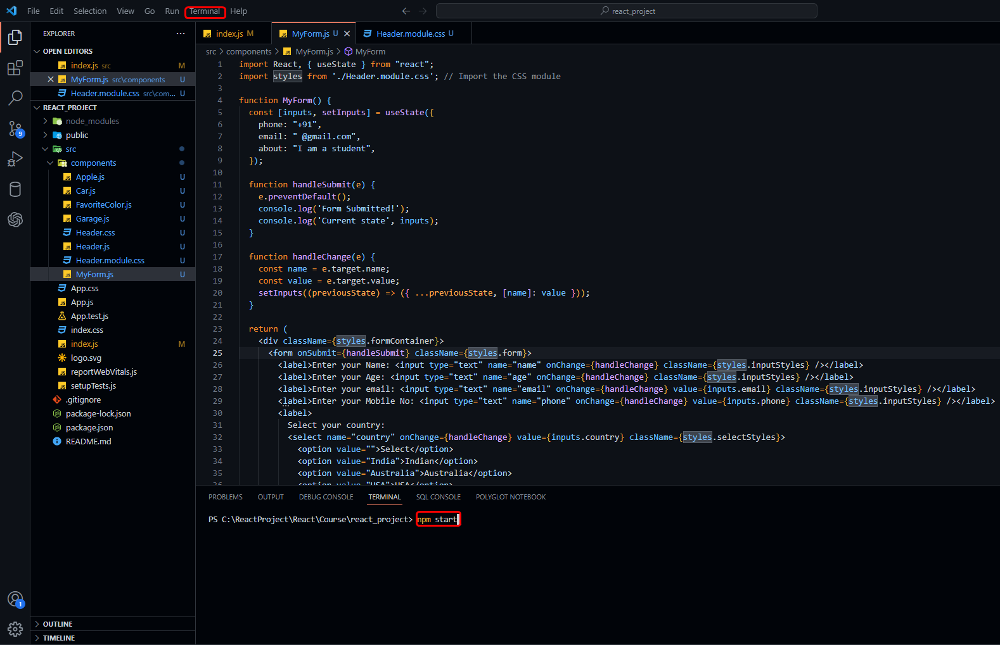 File Edit Selection View Go Run Terminal Help
react_project
EXPLORER ...
OPEN EDITORS
index.js src M
MyForm.js src\components U
Header.module.css src\com... U
REACT_PROJECT
node_modules
public
src
components
Apple.js U
Car.js U
FavoriteColor.js U
Garage.js U
Header.css U
Header.js U
Header.module.css U
MyForm.js U
App.css
App.js
App.test.js
index.css
index.js M
logo.svg
reportWebVitals.js
setupTests.js
.gitignore
package-lock.json
package.json
README.md
OUTLINE
TIMELINE
9
1
index.js M MyForm.js U Header.module.css U
src > components > MyForm.js > MyForm
1 import React, { useState } from "react";
2 import styles from './Header.module.css'; // Import the CSS module
3
4 function MyForm() {
5 const [inputs, setInputs] = useState({
6 phone: "+91",
7 email: " @gmail.com",
8 about: "I am a student",
9 });
10
11 function handleSubmit(e) {
12 e.preventDefault();
13 console.log('Form Submitted!');
14 console.log('Current state', inputs);
15 }
16
17 function handleChange(e) {
18 const name = e.target.name;
19 const value = e.target.value;
20 setInputs((previousState) => ({ ...previousState, [name]: value }));
21 }
22
23 return (
24 <div className={styles.formContainer}>
25 <form onSubmit={handleSubmit} className={styles.form}>
26 <label>Enter your Name: <input type="text" name="name" onChange={handleChange} className={styles.inputStyles} /></label>
27 <label>Enter your Age: <input type="text" name="age" onChange={handleChange} className={styles.inputStyles} /></label>
28 <label>Enter your email: <input type="text" name="email" onChange={handleChange} value={inputs.email} className={styles.inputStyles} /></label>
29 <label>Enter your Mobile No: <input type="text" name="phone" onChange={handleChange} value={inputs.phone} className={styles.inputStyles} /></label>
30 <label>
31 Select your country:
32 <select name="country" onChange={handleChange} value={inputs.country} className={styles.selectStyles}>
33 <option value="">Select</option>
34 <option value="India">Indian</option>
35 <option value="Australia">Australia</option>
36 <option value="USA">USA</option>
PROBLEMS OUTPUT DEBUG CONSOLE TERMINAL SQL CONSOLE POLYGLOT NOTEBOOK
PS C:\ReactProject\React\Course\react_project> npm start